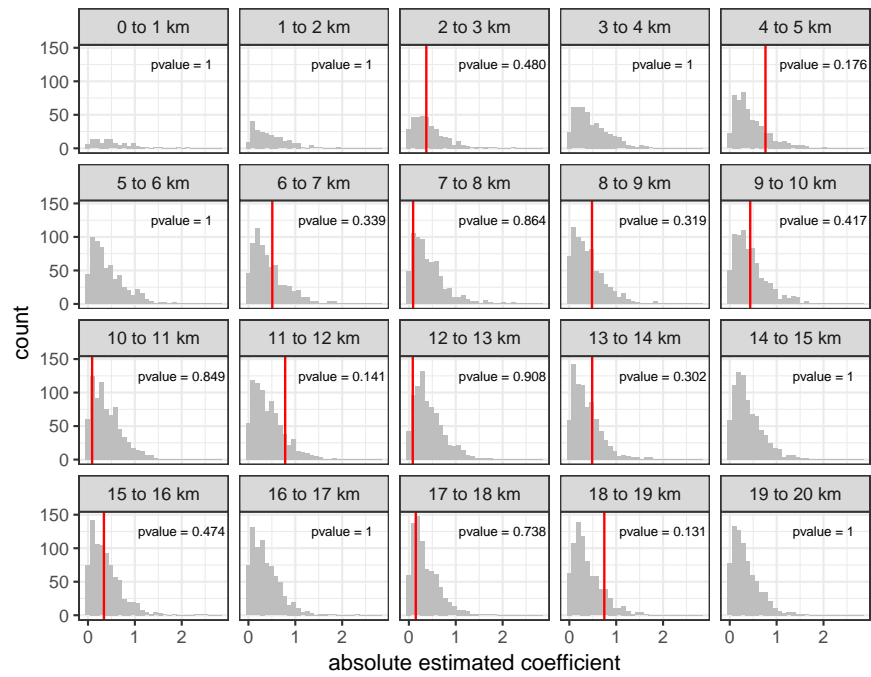 0 to 1 km 1 to 2 km 2 to 3 km 3 to 4 km 4 to 5 km
150
100
50
0
pvalue = 1 pvalue = 1 pvalue = 0.480 pvalue = 1 pvalue = 0.176
5 to 6 km 6 to 7 km 7 to 8 km 8 to 9 km 9 to 10 km
150
100
50
0
pvalue = 1 pvalue = 0.339 pvalue = 0.864 pvalue = 0.319 pvalue = 0.417
10 to 11 km 11 to 12 km 12 to 13 km 13 to 14 km 14 to 15 km
150
100
50
0
pvalue = 0.849 pvalue = 0.141 pvalue = 0.908 pvalue = 0.302 pvalue = 1
15 to 16 km 16 to 17 km 17 to 18 km 18 to 19 km 19 to 20 km
150
100
50
0
pvalue = 0.474 pvalue = 1 pvalue = 0.738 pvalue = 0.131 pvalue = 1
0 1 2 0 1 2 0 1 2 0 1 2 0 1 2
absolute estimated coefficient
count